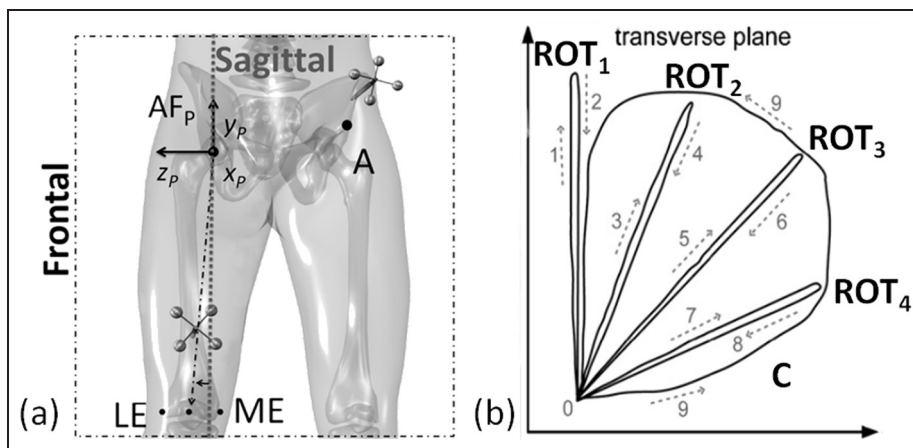 Sagittal
Frontal
AF_P
y_P
z_P
x_P
A
LE
ME
(a)
transverse plane
ROT_1
ROT_2
ROT_3
ROT_4
1
2
3
4
5
6
7
8
9
9
0
C
(b)